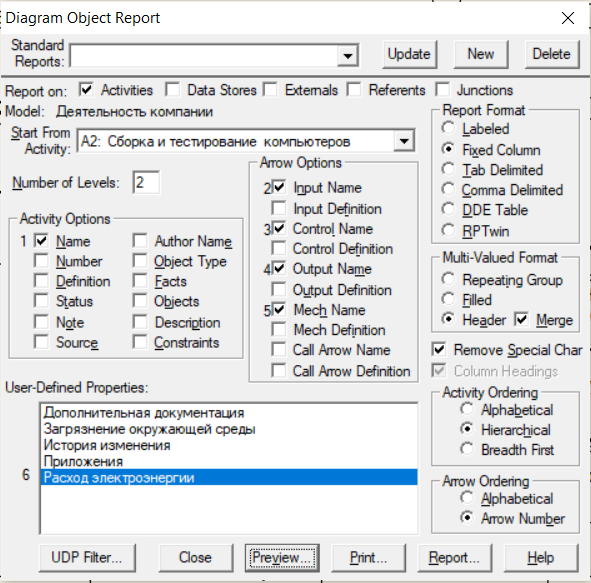 Diagram Object Report
Standard Reports:
Update
New
Delete
Report on:
Activities
Data Stores
Externals
Referents
Junctions
Model: Деятельность компании
Start From Activity:
A2: Сборка и тестирование компьютеров
Number of Levels:
2
Activity Options
1 Name
Number
Definition
Status
Note
Source
Author Name
Object Type
Facts
Objects
Description
Constraints
Arrow Options
2 Input Name
Input Definition
3 Control Name
Control Definition
4 Output Name
Output Definition
5 Mech Name
Mech Definition
Call Arrow Name
Call Arrow Definition
Report Format
Labeled
Fixed Column
Tab Delimited
Comma Delimited
DDE Table
RPTwin
Multi-Valued Format
Repeating Group
Filled
Header
Merge
Remove Special Char
Column Headings
User-Defined Properties:
Дополнительная документация
Загрязнение окружающей среды
История изменения
Приложения
6 Расход электроэнергии
Activity Ordering
Alphabetical
Hierarchical
Breadth First
Arrow Ordering
Alphabetical
Arrow Number
UDP Filter...
Close
Preview...
Print...
Report...
Help